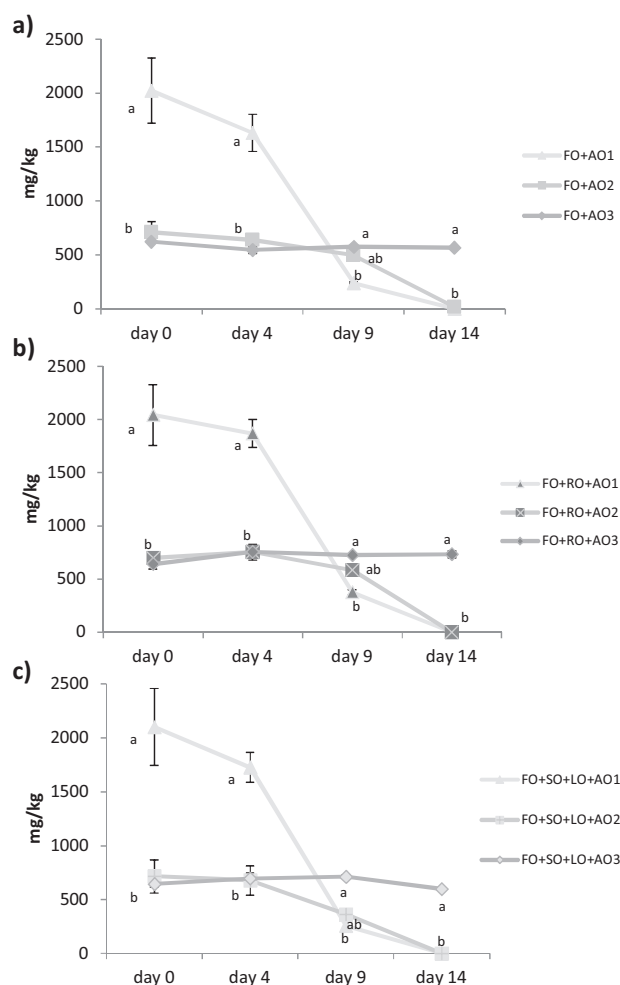 a)
2500
2000
1500
1000
500
0
mg/kg
a
a
b
b
a
a
ab
b
b
day 0 day 4 day 9 day 14
FO+AO1
FO+AO2
FO+AO3
b)
2500
2000
1500
1000
500
0
mg/kg
a
a
b
b
a
a
ab
b
b
day 0 day 4 day 9 day 14
FO+RO+AO1
FO+RO+AO2
FO+RO+AO3
c)
2500
2000
1500
1000
500
0
mg/kg
a
a
b
b
a
a
ab
b
b
day 0 day 4 day 9 day 14
FO+SO+LO+AO1
FO+SO+LO+AO2
FO+SO+LO+AO3